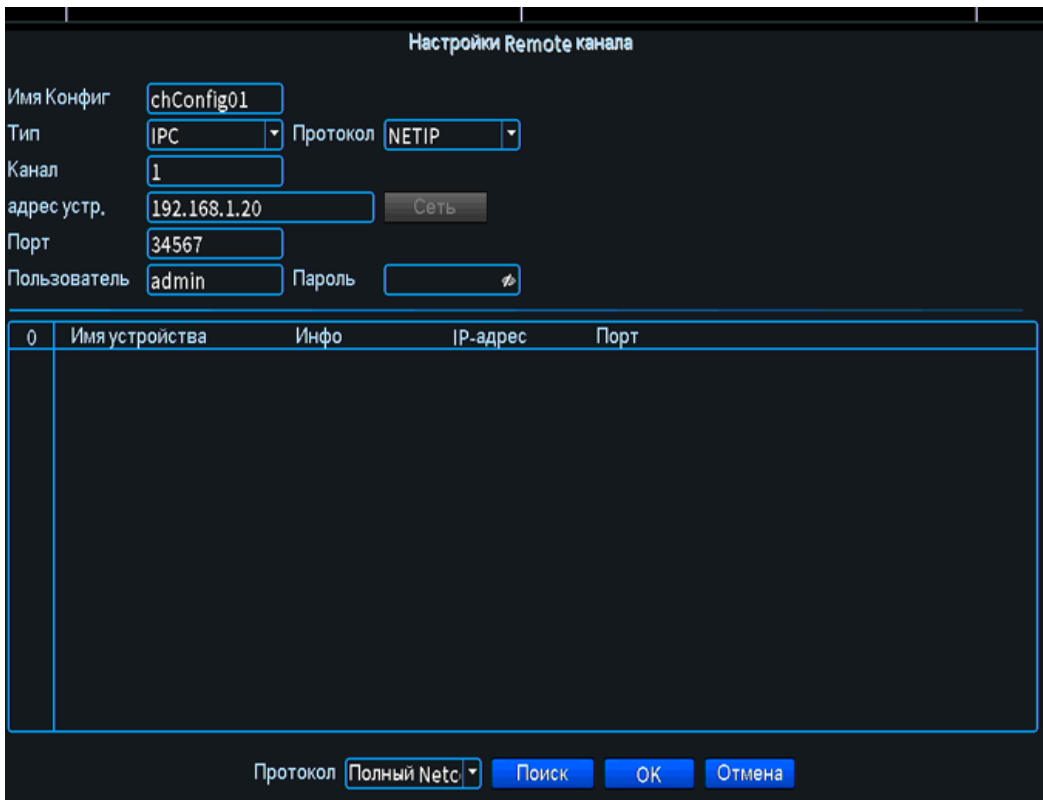 Настройки Remote канала
Имя Конфиг chConfig01
Тип IPC Протокол NETIP
Канал 1
адрес устр. 192.168.1.20 Сеть
Порт 34567
Пользователь admin Пароль
0 Имя устройства Инфо IP-адрес Порт
Протокол Полный Netc Поиск OK Отмена